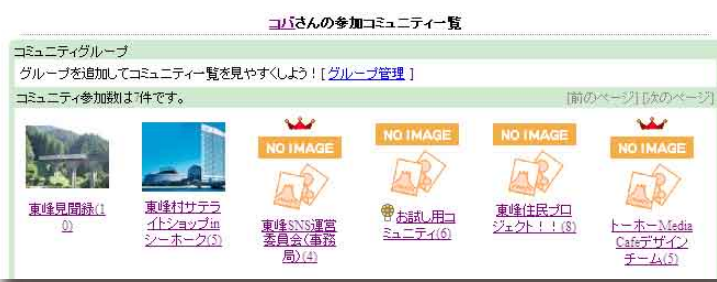 コバさんの参加コミュニティ一覧
コミュニティグループ
グループを追加してコミュニティ一覧を見やすくしよう！[ グループ管理 ]
コミュニティ参加数は7件です。 [前のページ] [次のページ]
NO IMAGE
NO IMAGE
NO IMAGE
NO IMAGE
東峰見聞録(1
0)
東峰村サテラ
イトショップin
シーホーク(5)
東峰SNS運営
委員会(事務
局)(4)
お試し用コ
ミュニティ(6)
東峰住民プロ
ジェクト！！(8)
トーホーMedia
Cafeデザイン
チーム(5)